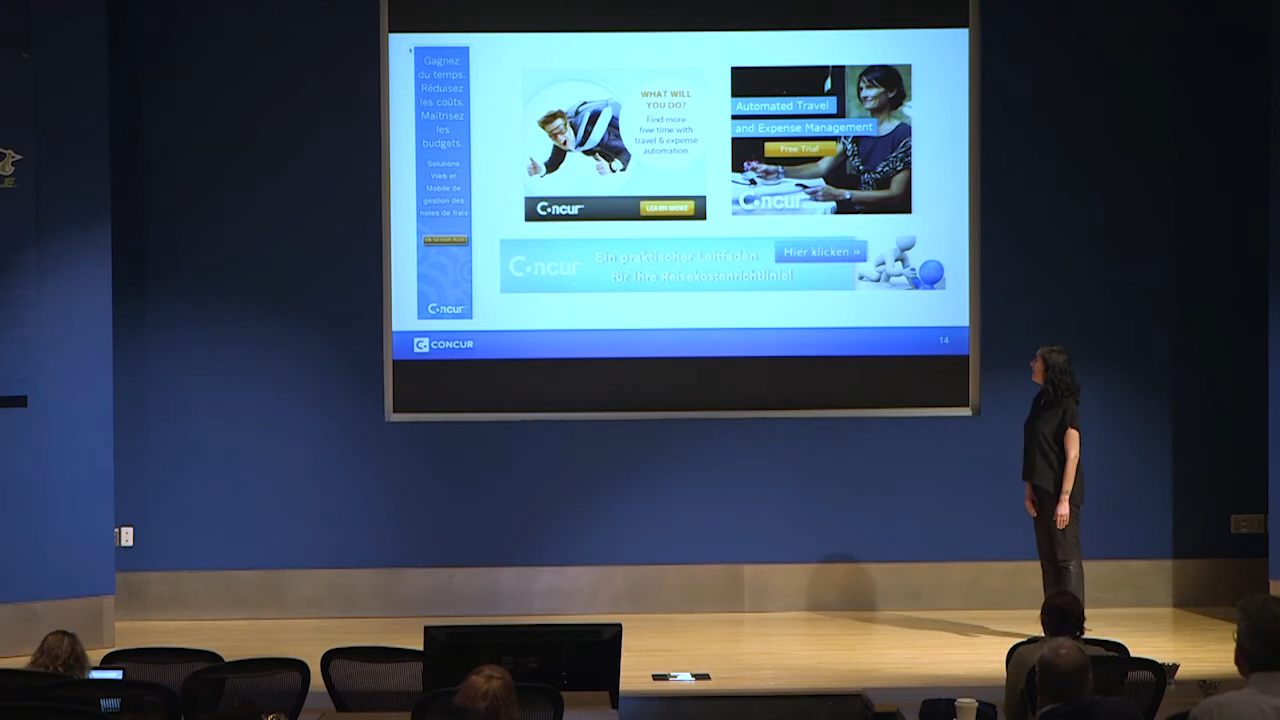 Gagnez
du temps.
Réduisez
les coûts.
Maîtrisez
les
budgets.
Solutions
Web et
Mobile de
gestion des
notes de frais
Concur
WHAT WILL
YOU DO?
Find more
free time with
travel & expense
automation.
Concur
LEARN MORE
Automated Travel
and Expense Management
Free Trial
Concur
Concur
Ein praktischer Leitfaden
für Ihre Reisekostenrichtlinie!
Hier klicken »
C. CONCUR
14